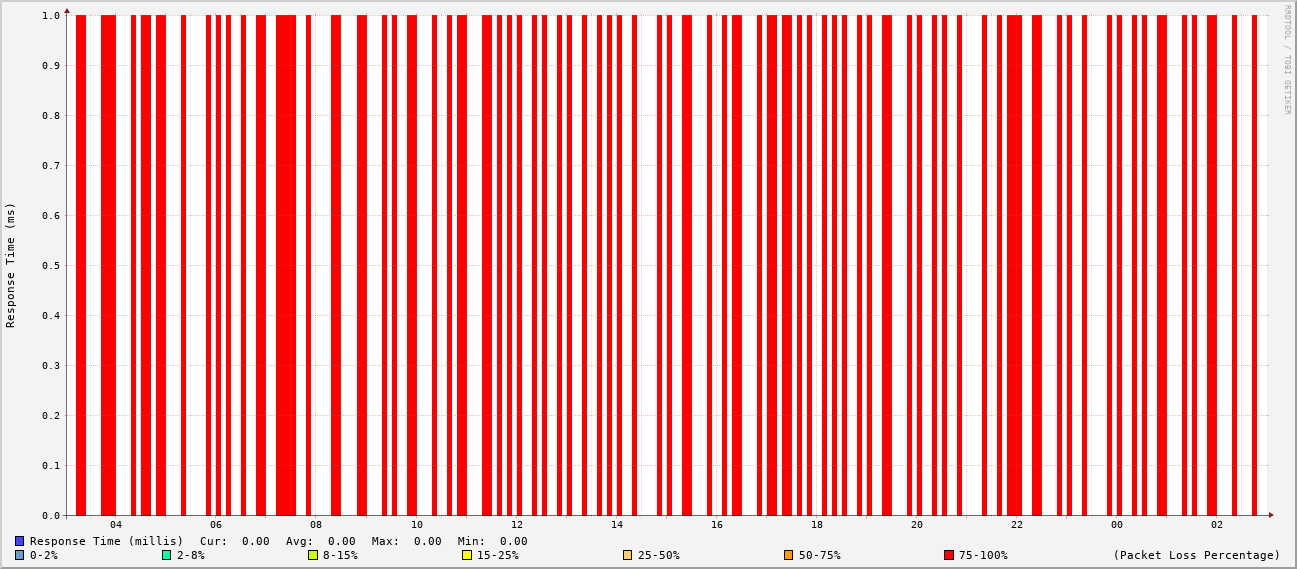 RRDTOOL / TOBI OETIKER
Response Time (ms)
1.0
0.9
0.8
0.7
0.6
0.5
0.4
0.3
0.2
0.1
0.0
04 06 08 10 12 14 16 18 20 22 00 02
Response Time (millis) Cur: 0.00 Avg: 0.00 Max: 0.00 Min: 0.00
0-2% 2-8% 8-15% 15-25% 25-50% 50-75% 75-100% (Packet Loss Percentage)